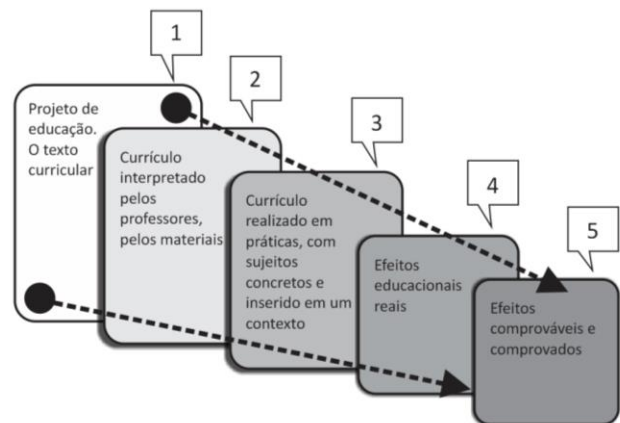 1
Projeto de
educação.
O texto
curricular
2
Currículo
interpretado
pelos
professores,
pelos materiais
3
Currículo
realizado em
práticas, com
sujeitos
concretos e
inserido em um
contexto
4
Efeitos
educacionais
reais
5
Efeitos
comprováveis e
comprovados